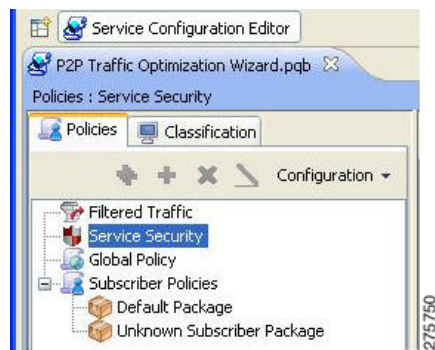 Service Configuration Editor
P2P Traffic Optimization Wizard.pqb
Policies : Service Security
Policies Classification
Configuration
Filtered Traffic
Service Security
Global Policy
Subscriber Policies
Default Package
Unknown Subscriber Package
275750